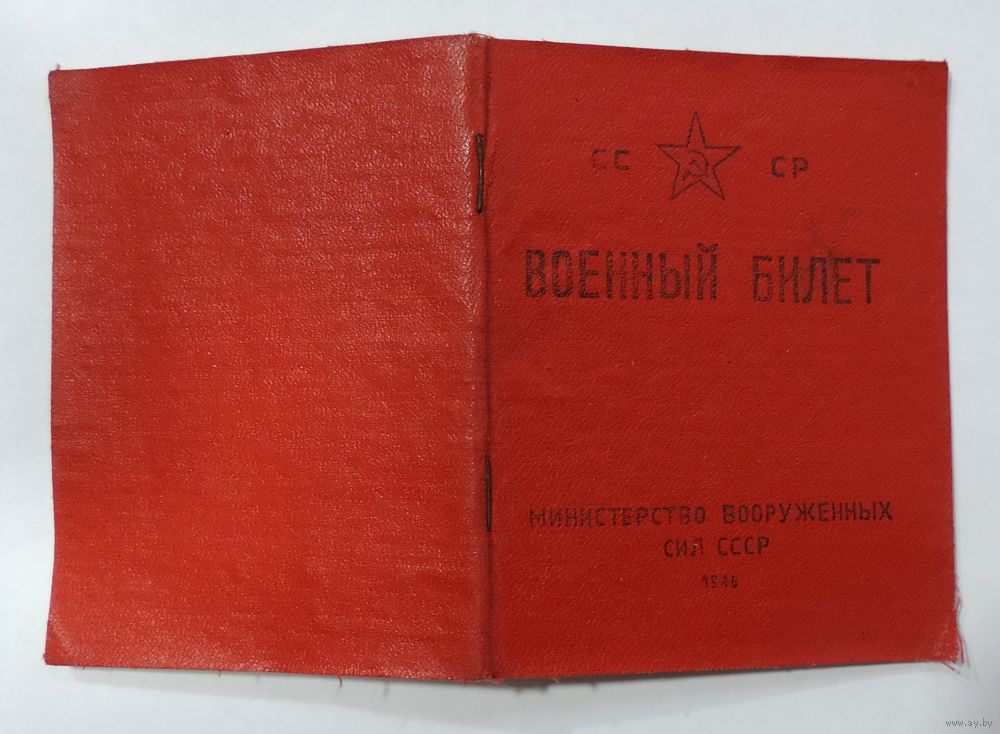 СС СР
ВОЕННЫЙ БИЛЕТ
МИНИСТЕРСТВО ВООРУЖЕННЫХ
СИЛ СССР
1946
www.ay.by